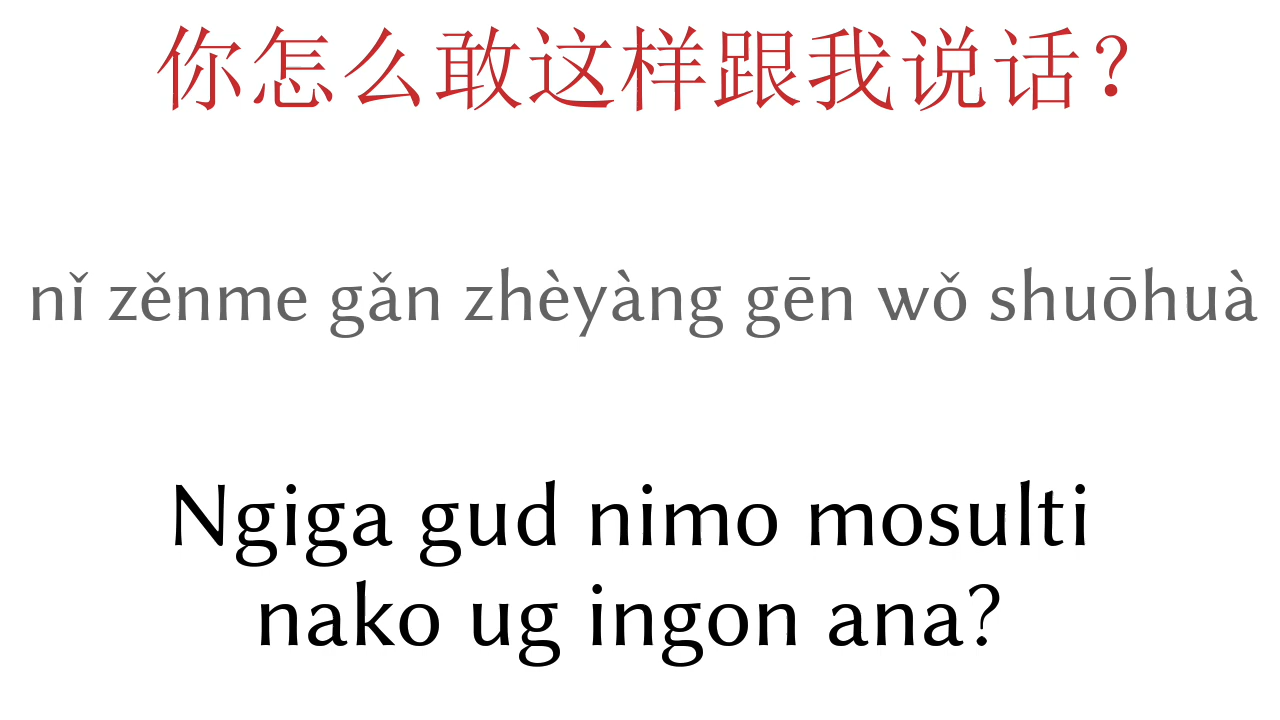 你怎么敢这样跟我说话？
nǐ zěnme gǎn zhèyàng gēn wǒ shuōhuà
Ngiga gud nimo mosulti
nako ug ingon ana?